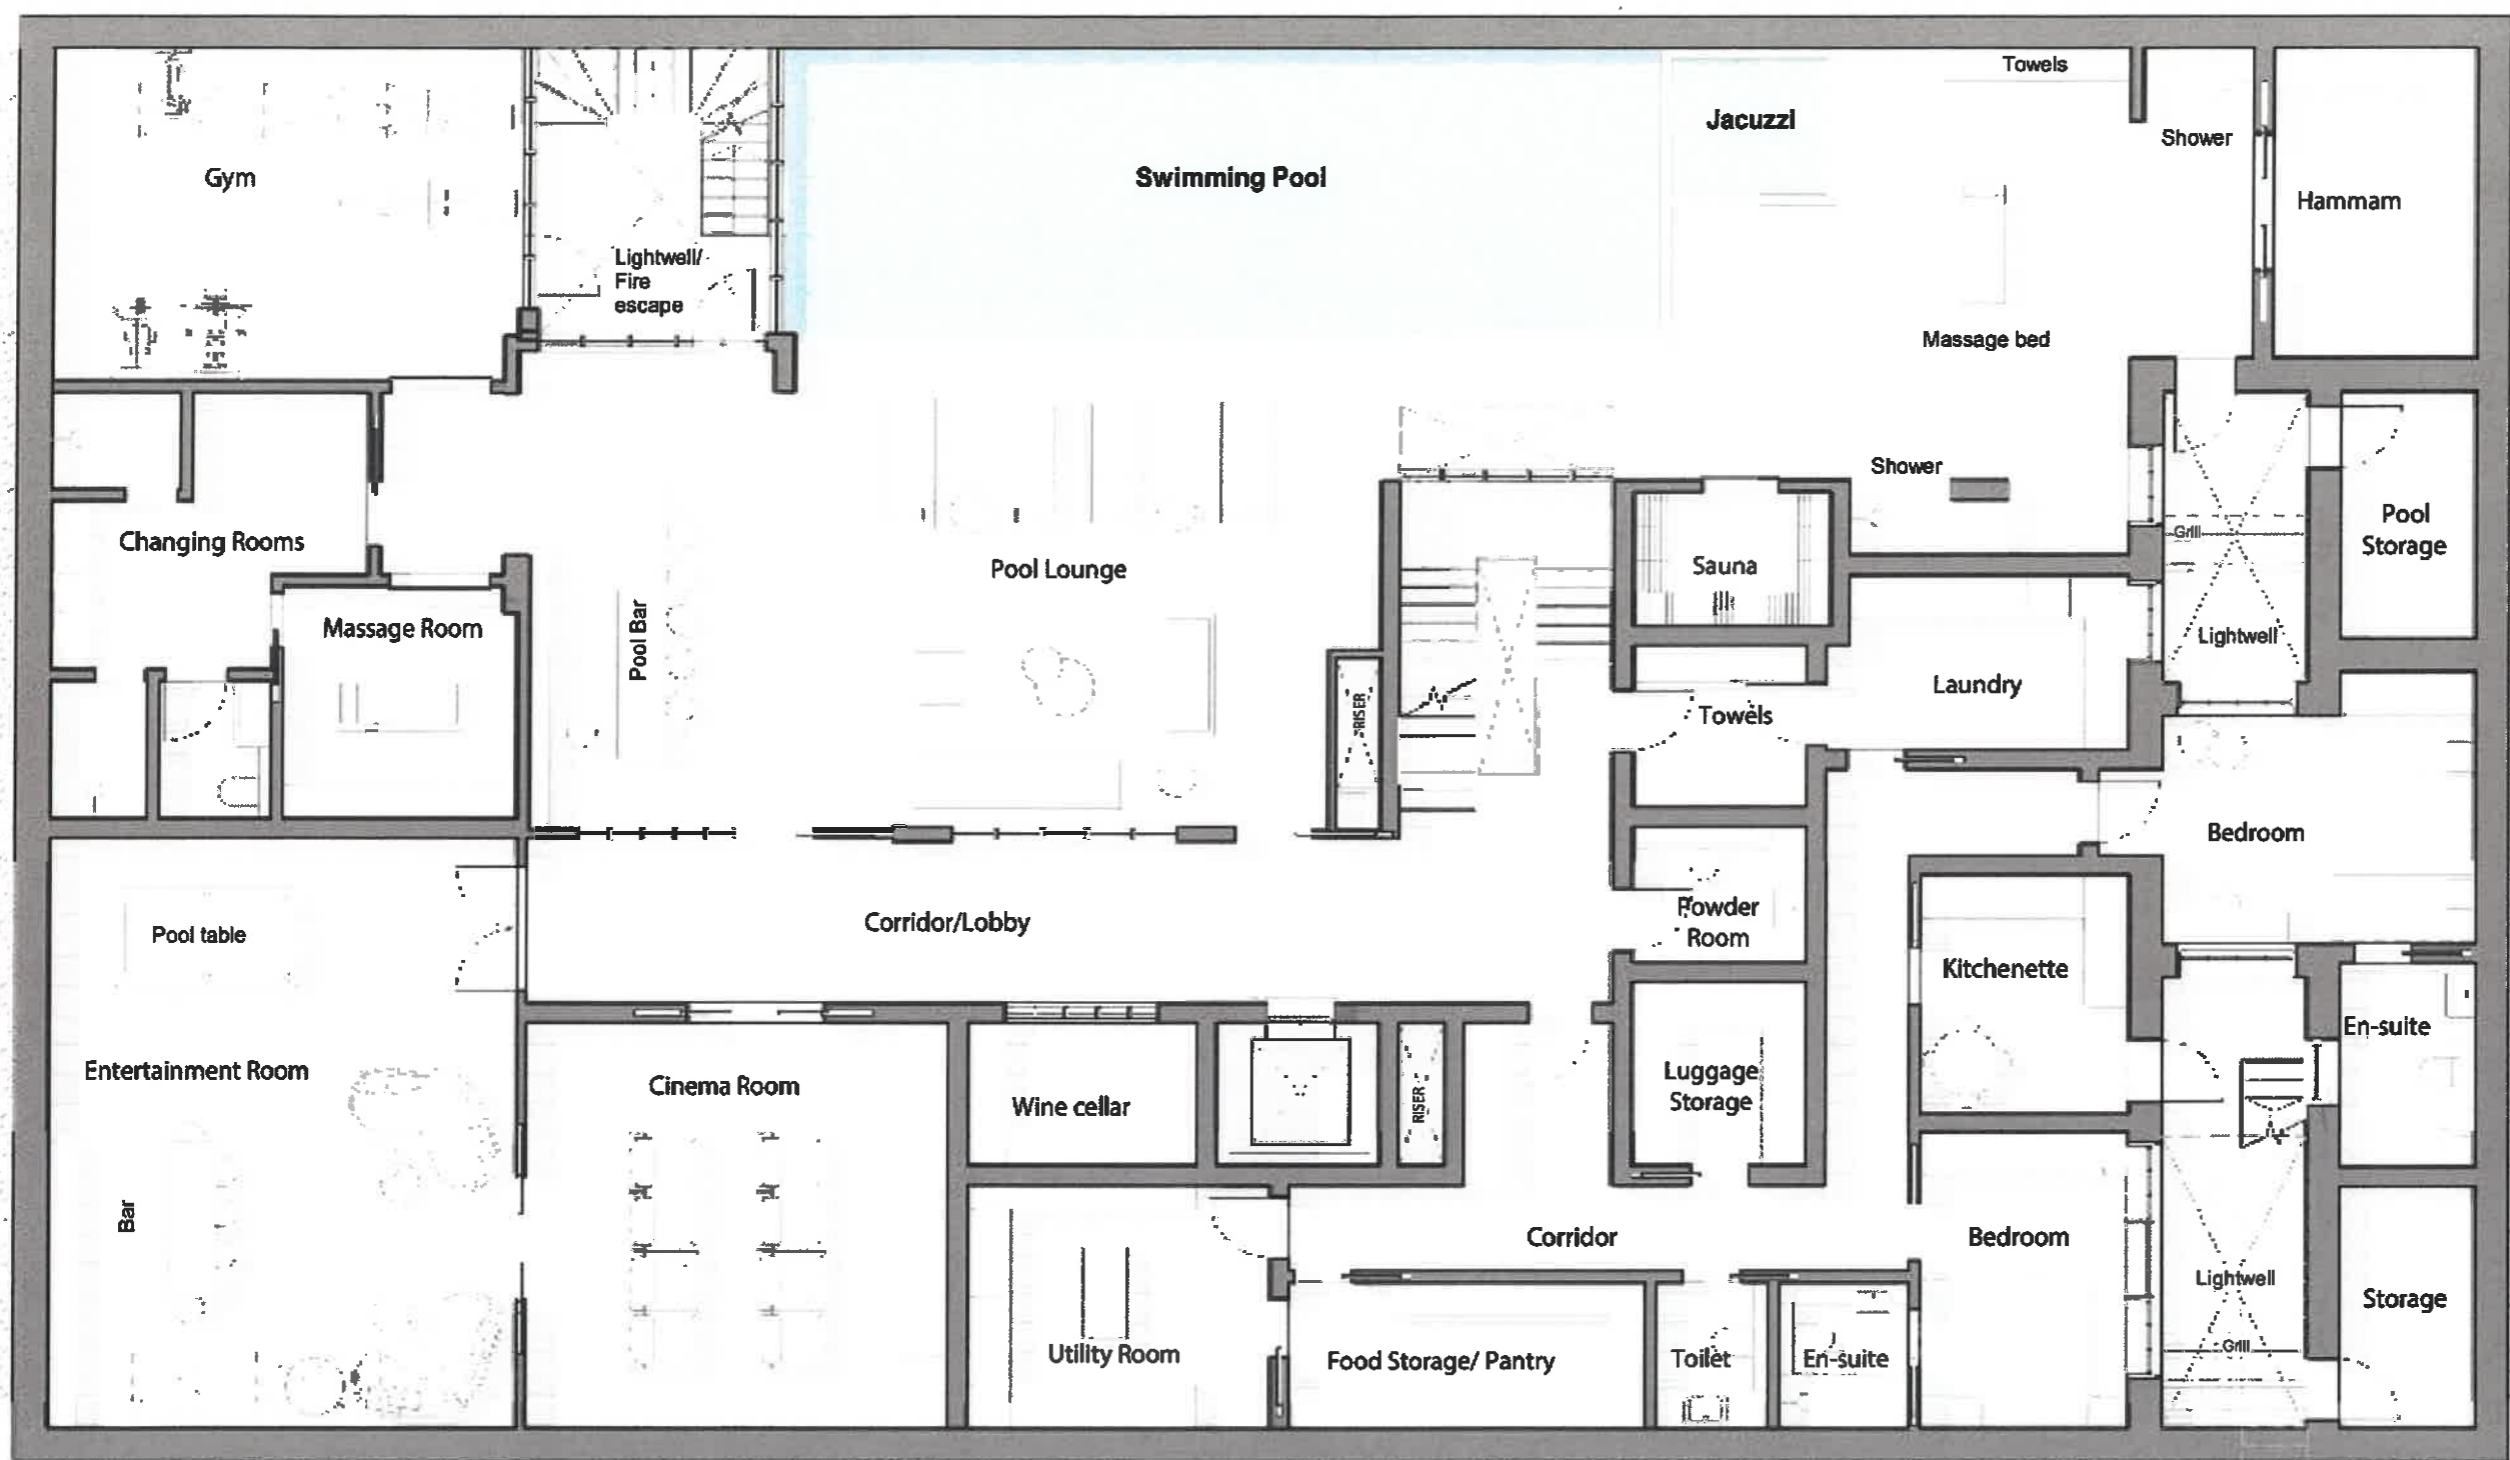 Towels
Jacuzzi
Shower
Gym
Swimming Pool
Hammam
Lightwell/
Fire
escape
Massage bed
Shower
Changing Rooms
Pool Lounge
Sauna
Grill
Pool
Storage
Massage Room
Pool Bar
Lightwell
RISER
Laundry
Towels
Bedroom
Pool table
Corridor/Lobby
Powder
Room
Kitchenette
En-suite
Entertainment Room
Cinema Room
Wine cellar
RISER
Luggage
Storage
Bar
Corridor
Bedroom
Lightwell
Storage
Utility Room
Food Storage/ Pantry
Toilet
En-suite
Grill